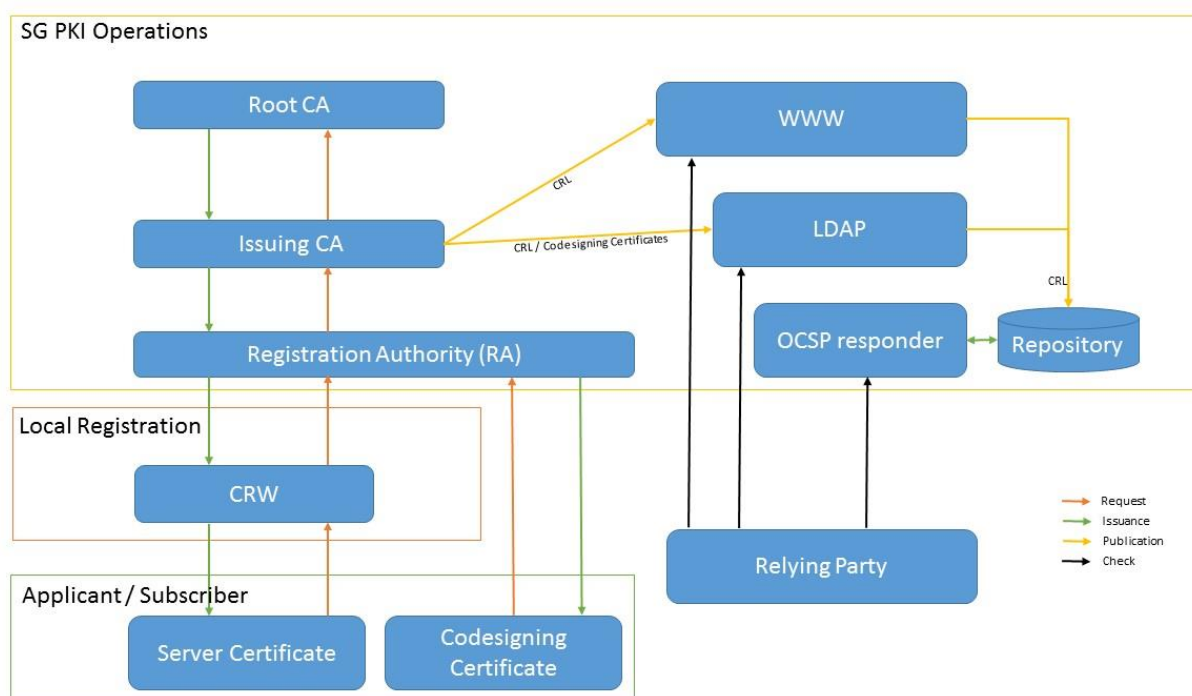 SG PKI Operations
Root CA
WWW
CRL
Issuing CA
CRL / Codesigning Certificates
LDAP
CRL
Registration Authority (RA)
OCSP responder
Repository
Local Registration
CRW
Request
Issuance
Publication
Check
Relying Party
Applicant / Subscriber
Server Certificate
Codesigning
Certificate